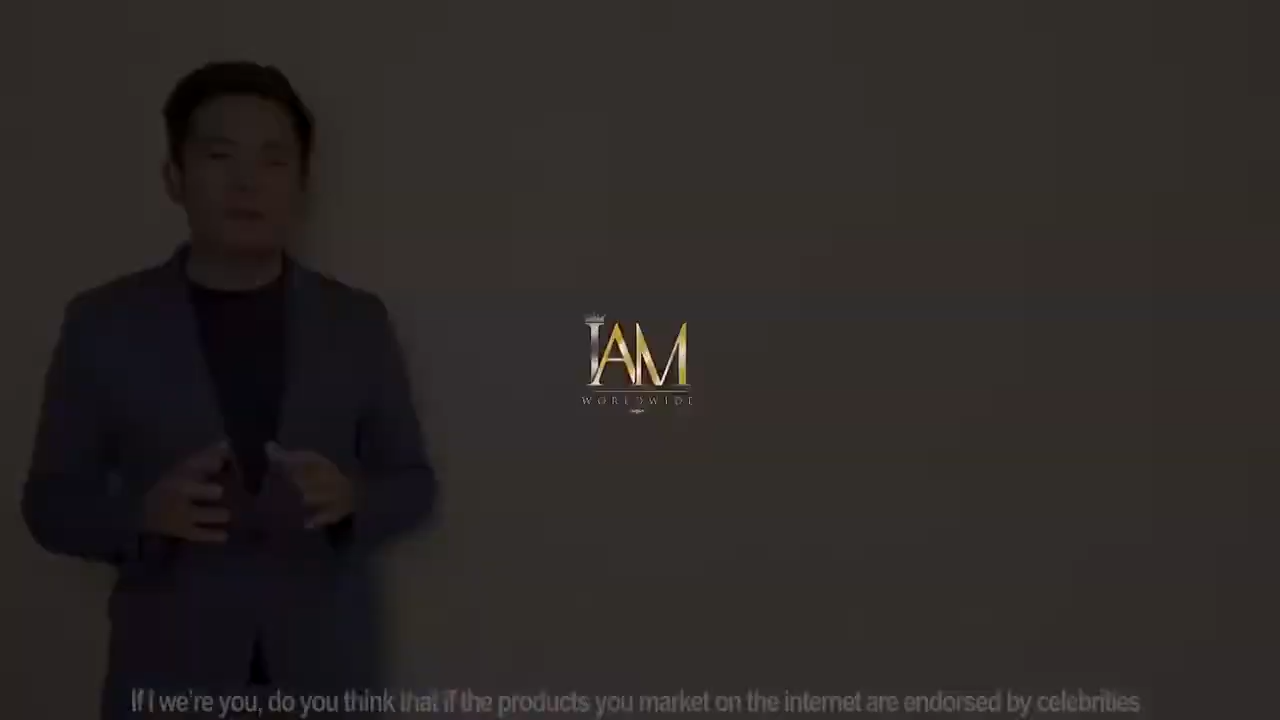 IAM
WORLDWIDE
If I we're you, do you think that if the products you market on the internet are endorsed by celebrities